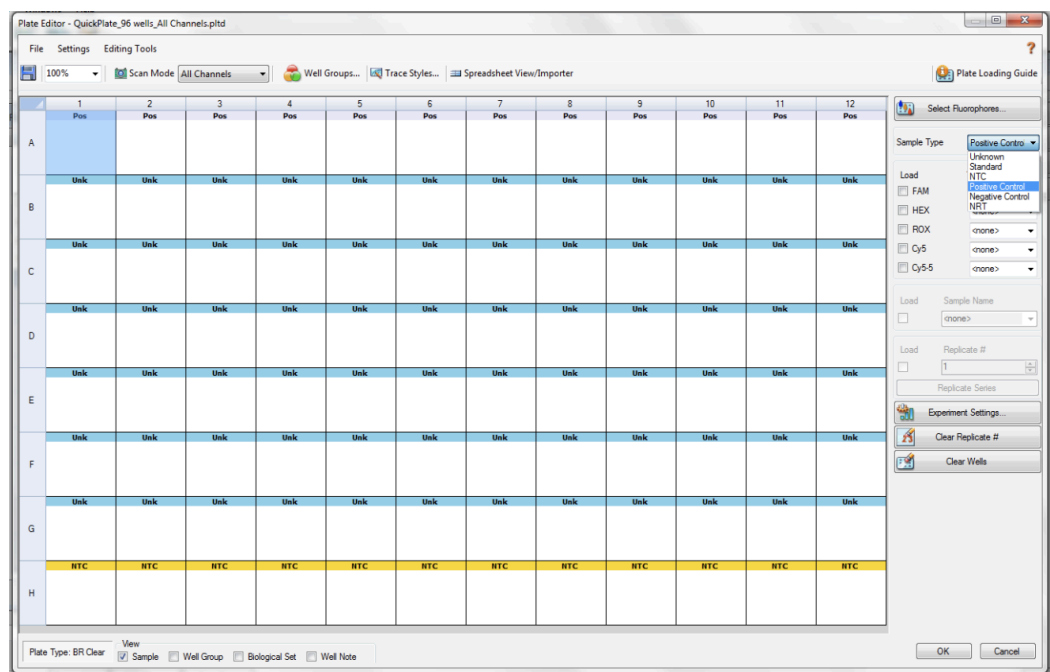 Plate Editor - QuickPlate_96 wells_All Channels.pltd
File Settings Editing Tools ?
100% Scan Mode All Channels Well Groups... Trace Styles... Spreadsheet View/Importer Plate Loading Guide
1 2 3 4 5 6 7 8 9 10 11 12
Select Fluorophores...
Pos Pos Pos Pos Pos Pos Pos Pos Pos Pos Pos Pos
A
Sample Type Positive Contro
Unknown
Standard
NTC
Positive Control
Negative Control
NRT
Load
FAM
HEX <none>
ROX <none>
Cy5 <none>
Cy5-5 <none>
Unk Unk Unk Unk Unk Unk Unk Unk Unk Unk Unk Unk
B
Unk Unk Unk Unk Unk Unk Unk Unk Unk Unk Unk Unk
C
Load Sample Name
<none>
Unk Unk Unk Unk Unk Unk Unk Unk Unk Unk Unk Unk
D
Load Replicate #
1
Replicate Series
Unk Unk Unk Unk Unk Unk Unk Unk Unk Unk Unk Unk
E
Experiment Settings...
Clear Replicate #
Unk Unk Unk Unk Unk Unk Unk Unk Unk Unk Unk Unk
F
Clear Wells
Unk Unk Unk Unk Unk Unk Unk Unk Unk Unk Unk Unk
G
NTC NTC NTC NTC NTC NTC NTC NTC NTC NTC NTC NTC
H
Plate Type: BR Clear View
Sample Well Group Biological Set Well Note
OK Cancel